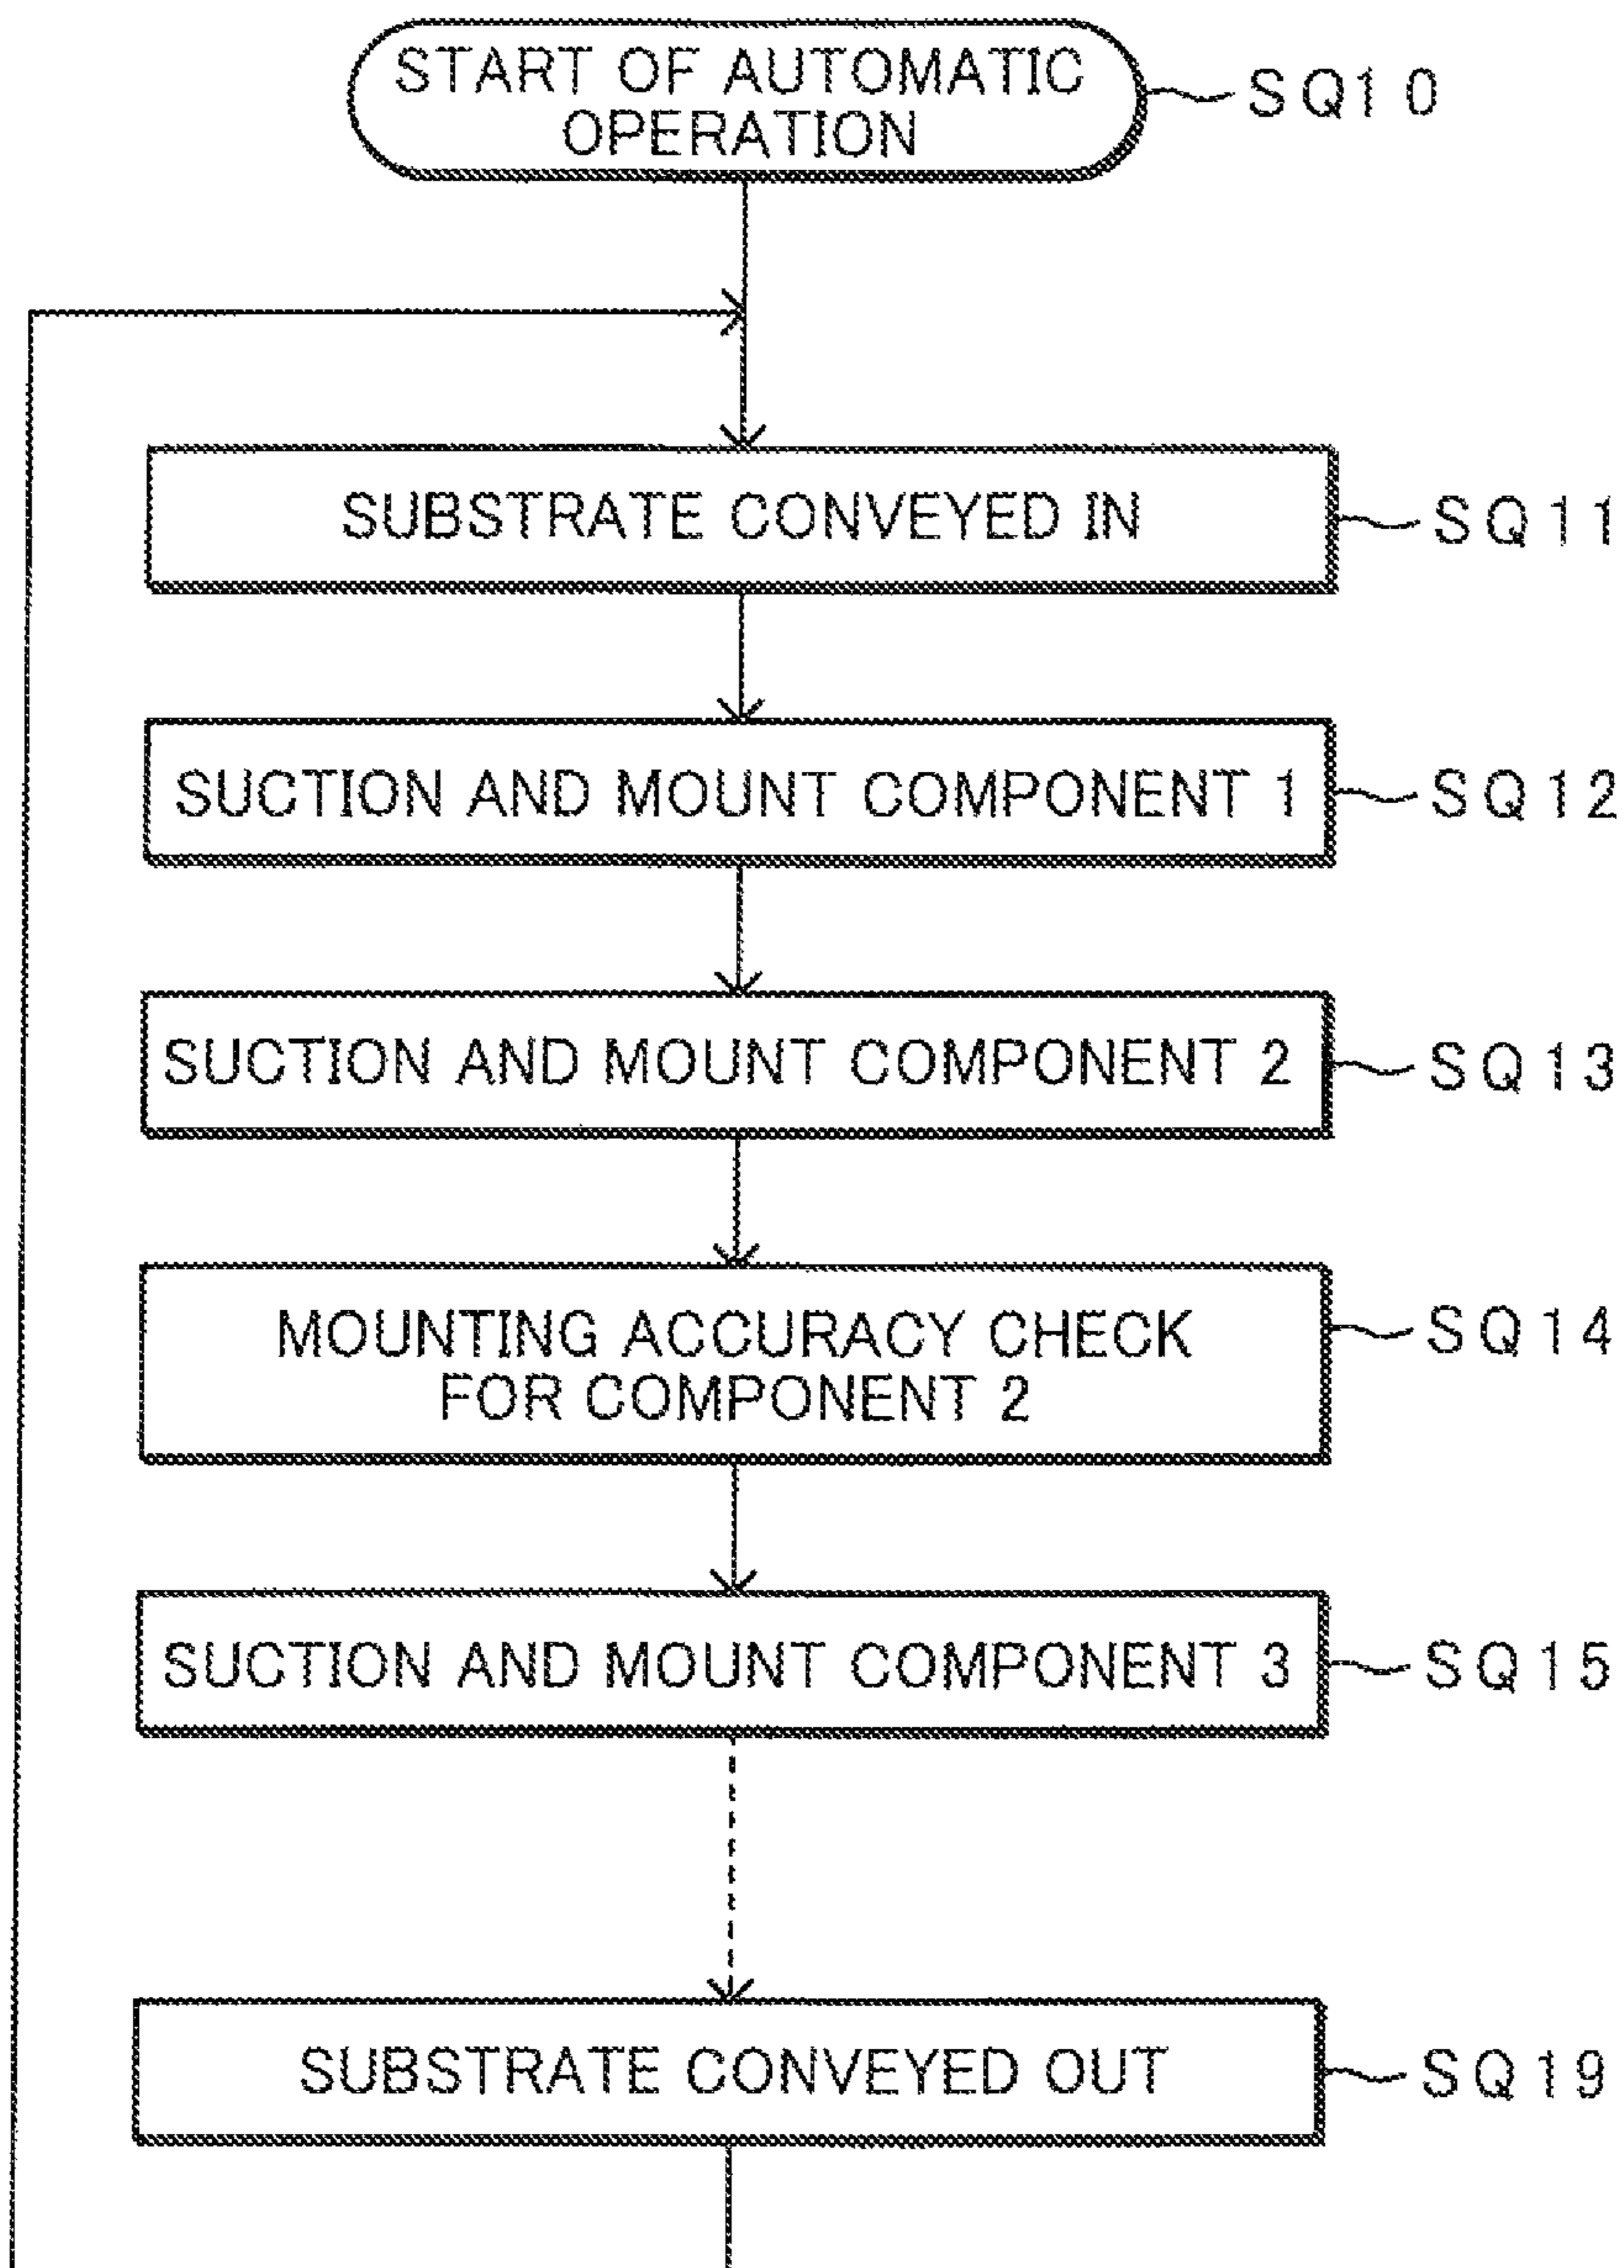 START OF AUTOMATIC
OPERATION
SQ10
SUBSTRATE CONVEYED IN
SQ11
SUCTION AND MOUNT COMPONENT 1
SQ12
SUCTION AND MOUNT COMPONENT 2
SQ13
MOUNTING ACCURACY CHECK
FOR COMPONENT 2
SQ14
SUCTION AND MOUNT COMPONENT 3
SQ15
SUBSTRATE CONVEYED OUT
SQ19